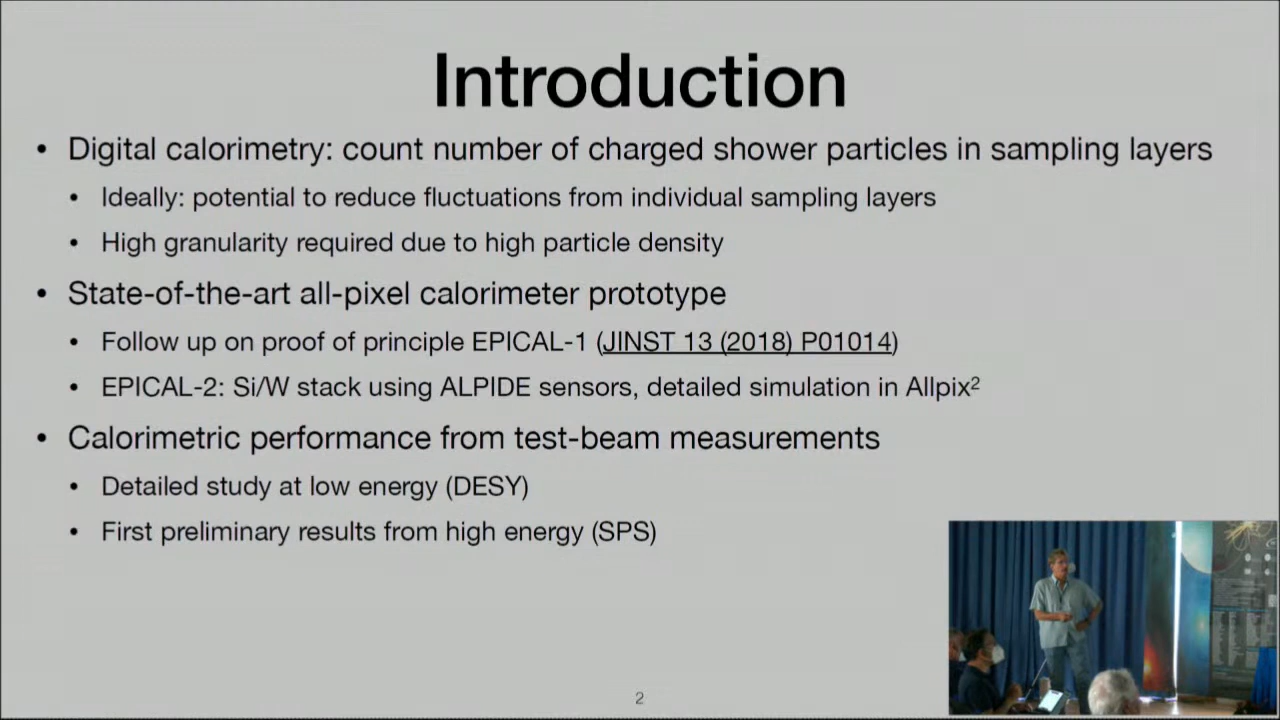 Introduction
• Digital calorimetry: count number of charged shower particles in sampling layers
• Ideally: potential to reduce fluctuations from individual sampling layers
• High granularity required due to high particle density
• State-of-the-art all-pixel calorimeter prototype
• Follow up on proof of principle EPICAL-1 (JINST 13 (2018) P01014)
• EPICAL-2: Si/W stack using ALPIDE sensors, detailed simulation in Allpix²
• Calorimetric performance from test-beam measurements
• Detailed study at low energy (DESY)
• First preliminary results from high energy (SPS)
2